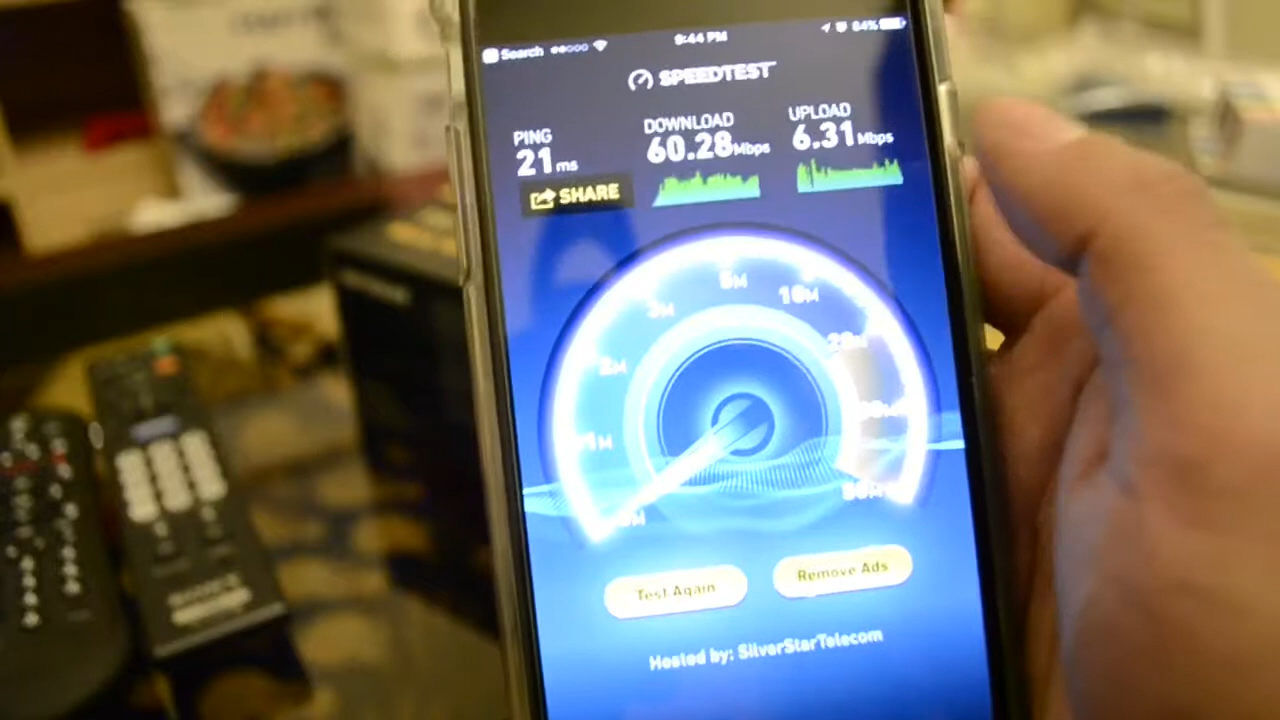 Search
9:44 PM
84%
SPEEDTEST
PING
21 ms
DOWNLOAD
60.28 Mbps
UPLOAD
6.31 Mbps
SHARE
5M
10M
3M
20M
2M
1M
Test Again
Remove Ads
Hosted by: SilverStarTelecom
SONY